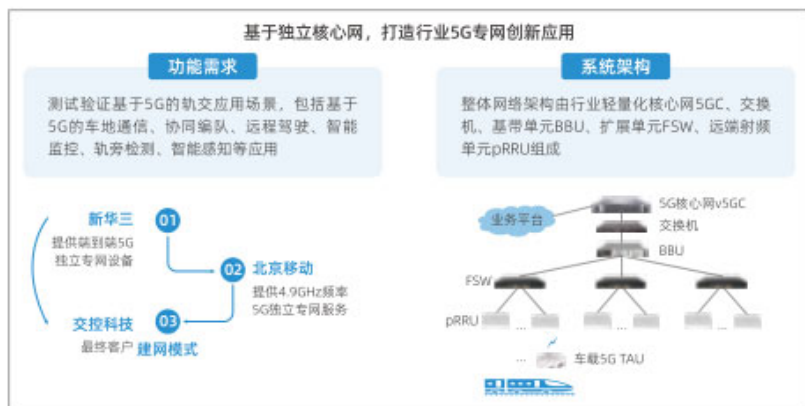 基于独立核心网，打造行业5G专网创新应用
功能需求
测试验证基于5G的轨交应用场景，包括基于
5G的车地通信、协同编队、远程驾驶、智能
监控、轨旁检测、智能感知等应用
新华三
01
提供端到端5G
独立专网设备
02
北京移动
提供4.9GHz频率
5G独立专网服务
交控科技
03
最终客户
建网模式
系统架构
整体网络架构由行业轻量化核心网5GC、交换
机、基带单元BBU、扩展单元FSW、远端射频
单元pRRU组成
业务平台
5G核心网v5GC
交换机
BBU
FSW
pRRU
...
...
...
...
车载5G TAU